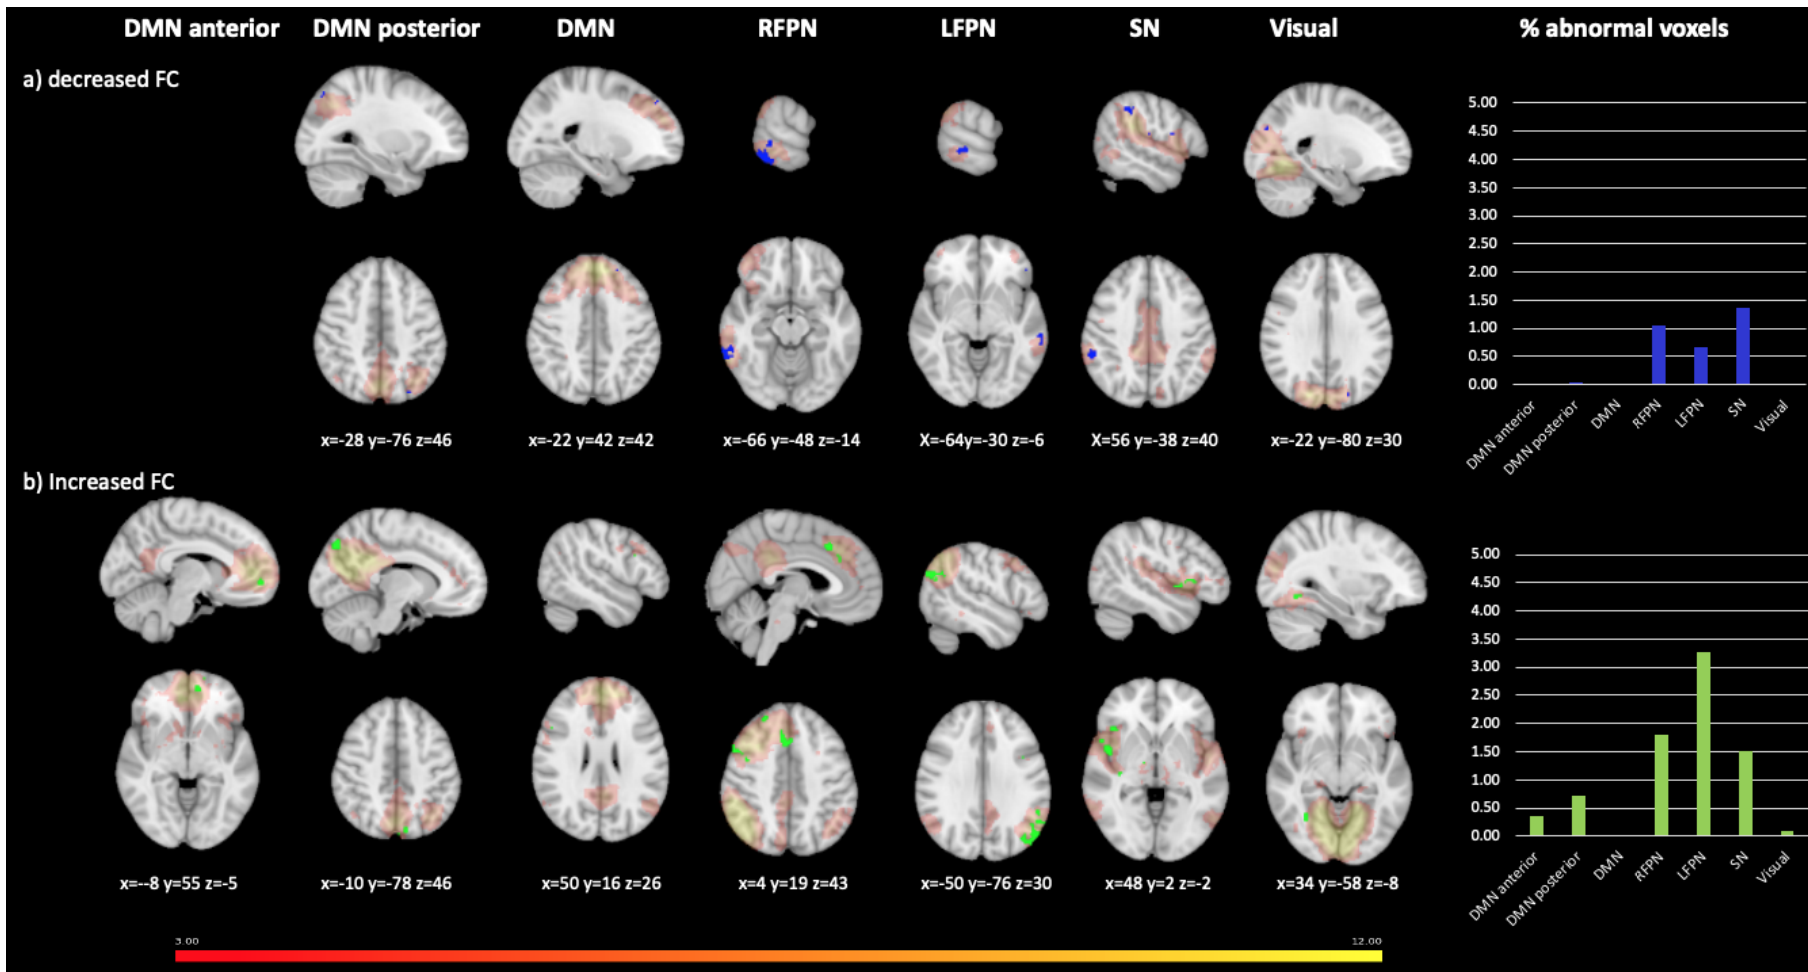 DMN anterior DMN posterior DMN RFPN LFPN SN Visual % abnormal voxels
a) decreased FC
5.00
4.50
4.00
3.50
3.00
2.50
2.00
1.50
1.00
0.50
0.00
DMN anterior
DMN posterior
DMN
RFPN
LFPN
SN
Visual
x=-28 y=-76 z=46 x=-22 y=42 z=42 x=-66 y=-48 z=-14 X=-64y=-30 z=-6 X=56 y=-38 z=40 x=-22 y=-80 z=30
b) Increased FC
5.00
4.50
4.00
3.50
3.00
2.50
2.00
1.50
1.00
0.50
0.00
DMN anterior
DMN posterior
DMN
RFPN
LFPN
SN
Visual
x=--8 y=55 z=-5 x=-10 y=-78 z=46 x=50 y=16 z=26 x=4 y=19 z=43 x=-50 y=-76 z=30 x=48 y=2 z=-2 x=34 y=-58 z=-8
3.00 12.00